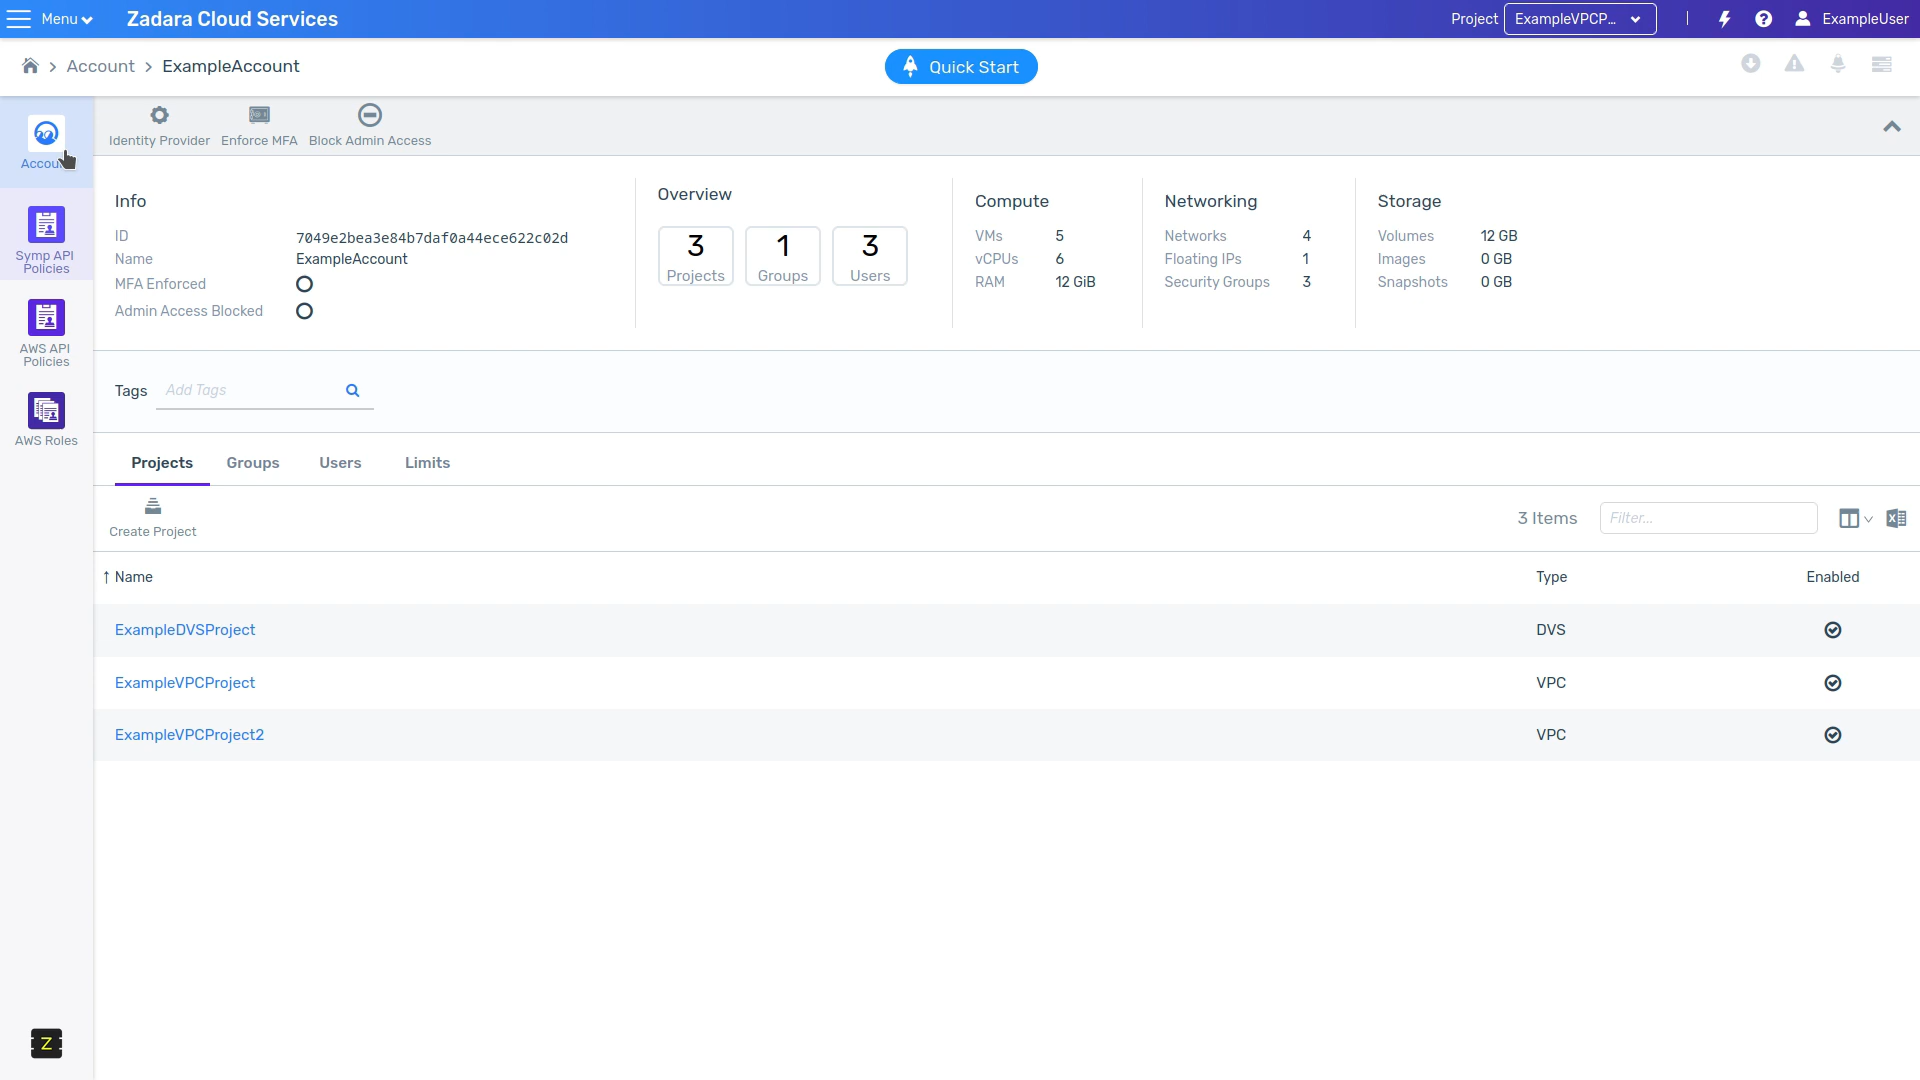 Menu Zadara Cloud Services Project ExampleVPCP... ExampleUser
Account > ExampleAccount
Quick Start
Identity Provider Enforce MFA Block Admin Access
Symp API Policies
AWS API Policies
AWS Roles
Z
Info
ID 7049e2bea3e84b7daf0a44ece622c02d
Name ExampleAccount
MFA Enforced
Admin Access Blocked
Overview
3 Projects
1 Groups
3 Users
Compute
VMs 5
vCPUs 6
RAM 12 GiB
Networking
Networks 4
Floating IPs 1
Security Groups 3
Storage
Volumes 12 GB
Images 0 GB
Snapshots 0 GB
Tags Add Tags
Projects Groups Users Limits
Create Project 3 Items Filter...
↑ Name Type Enabled
ExampleDVSProject DVS
ExampleVPCProject VPC
ExampleVPCProject2 VPC